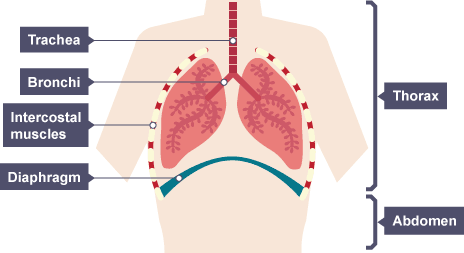 Trachea
Bronchi
Intercostal
muscles
Diaphragm
Thorax
Abdomen